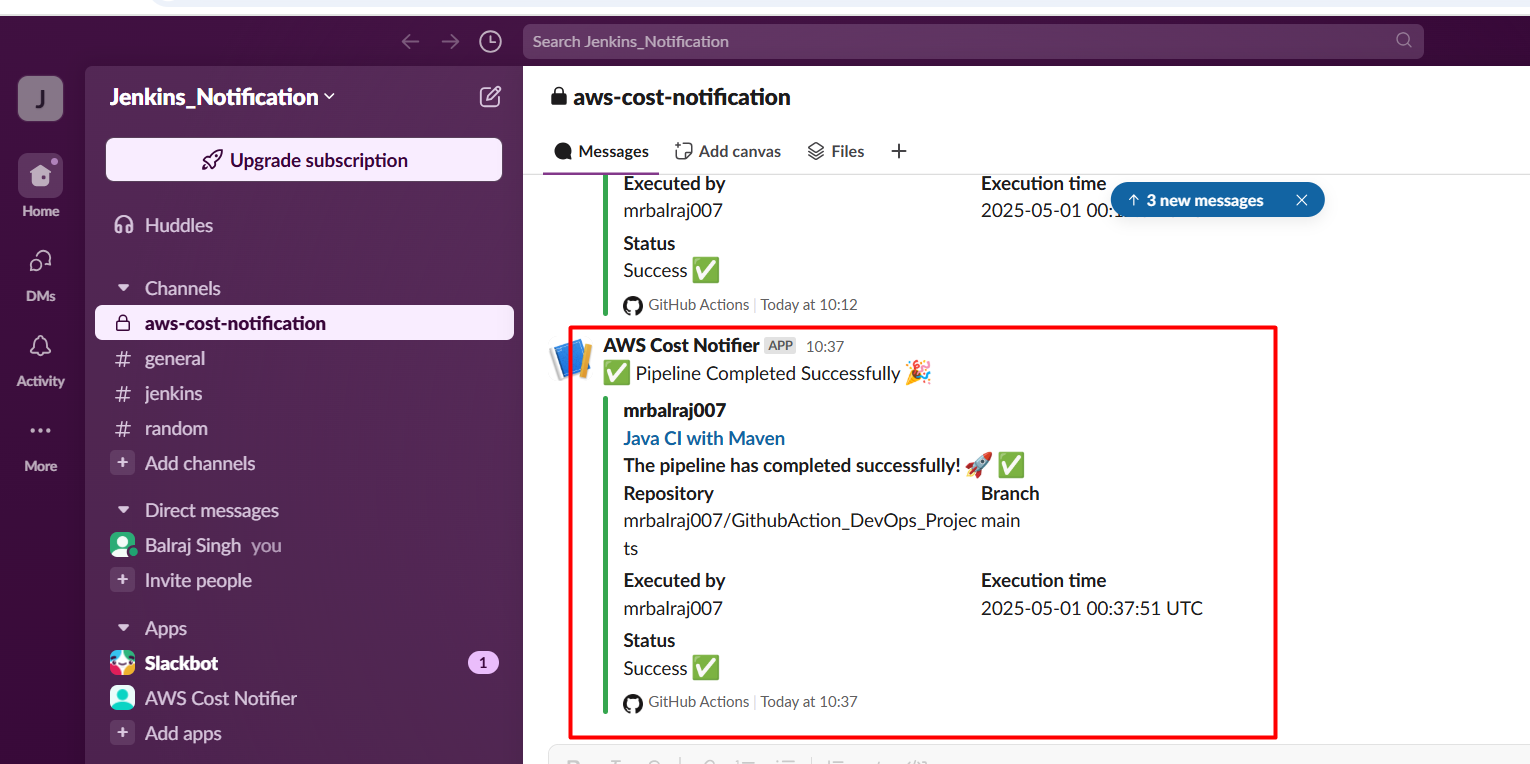 Search Jenkins_Notification
J
Home
DMs
Activity
More
Jenkins_Notification
Upgrade subscription
Huddles
Channels
aws-cost-notification
# general
# jenkins
# random
+ Add channels
Direct messages
Balraj Singh you
+ Invite people
Apps
Slackbot 1
AWS Cost Notifier
+ Add apps
aws-cost-notification
Messages Add canvas Files +
↑ 3 new messages ×
Executed by Execution time
mrbalraj007 2025-05-01
Status
Success ✅
GitHub Actions | Today at 10:12
AWS Cost Notifier APP 10:37
✅ Pipeline Completed Successfully 🎉
mrbalraj007
Java CI with Maven
The pipeline has completed successfully! 🚀 ✅
Repository Branch
mrbalraj007/GithubAction_DevOps_Projec main
ts
Executed by Execution time
mrbalraj007 2025-05-01 00:37:51 UTC
Status
Success ✅
GitHub Actions | Today at 10:37